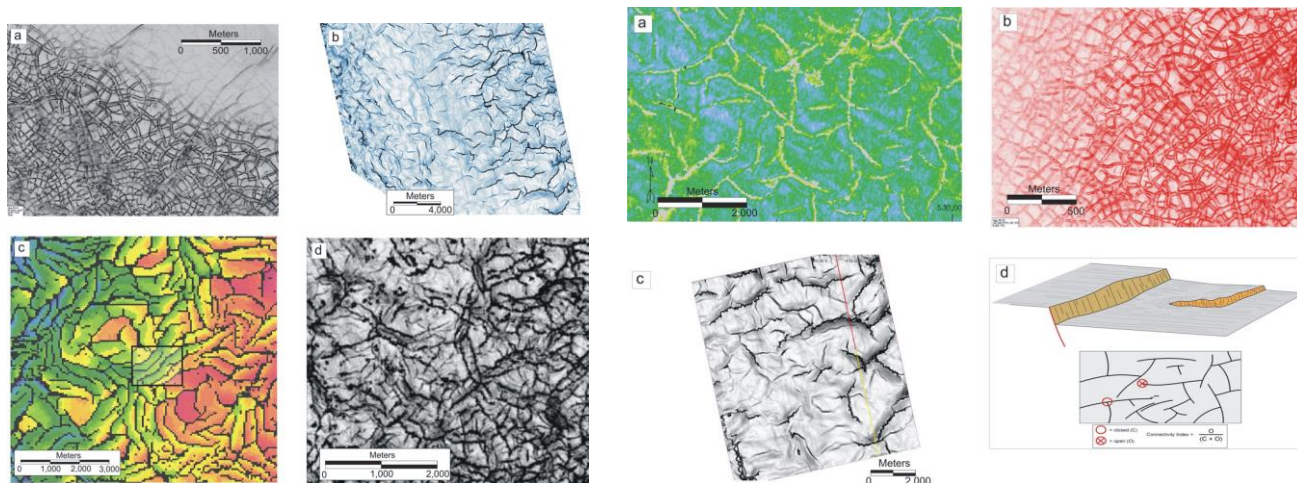 a
Meters
0 500 1,000
b
Meters
0 4,000
c
Meters
0 1,000 2,000 3,000
d
Meters
0 1,000 2,000
a
N
Meters
0 2 000
b
Meters
0 500
c
Meters
0 2,000
d
= closed (C)
= open (O)
Connectivity Index = O
(C + O)